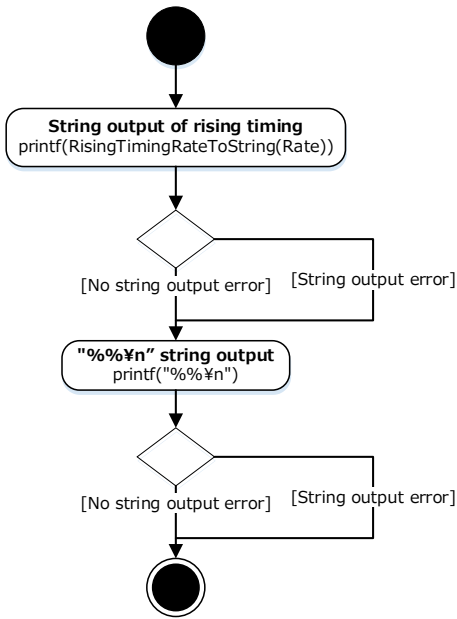 String output of rising timing
printf(RisingTimingRateToString(Rate))
[No string output error]
[String output error]
"%%¥n” string output
printf("%%¥n")
[No string output error]
[String output error]